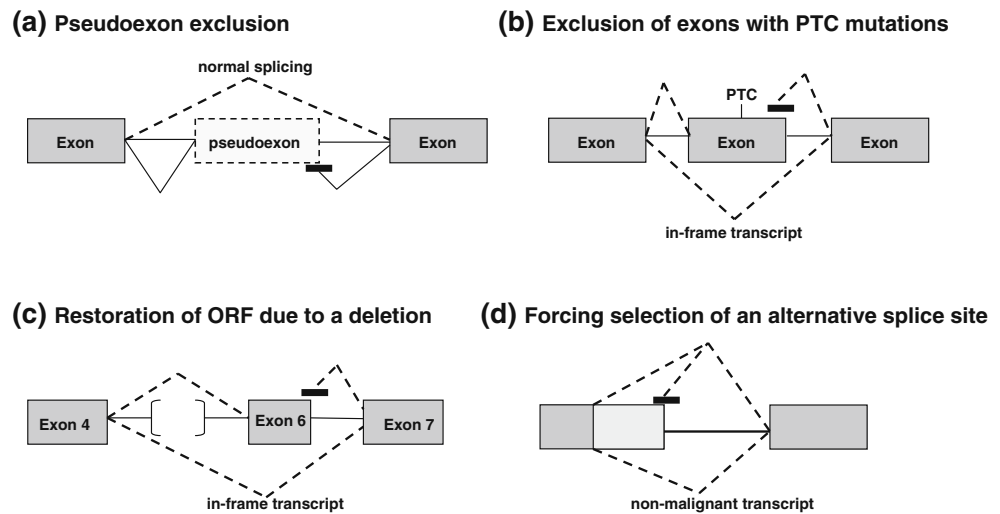 (a) Pseudoexon exclusion
normal splicing
Exon
pseudoexon
Exon
(b) Exclusion of exons with PTC mutations
PTC
Exon
Exon
Exon
in-frame transcript
(c) Restoration of ORF due to a deletion
Exon 4
Exon 6
Exon 7
in-frame transcript
(d) Forcing selection of an alternative splice site
non-malignant transcript